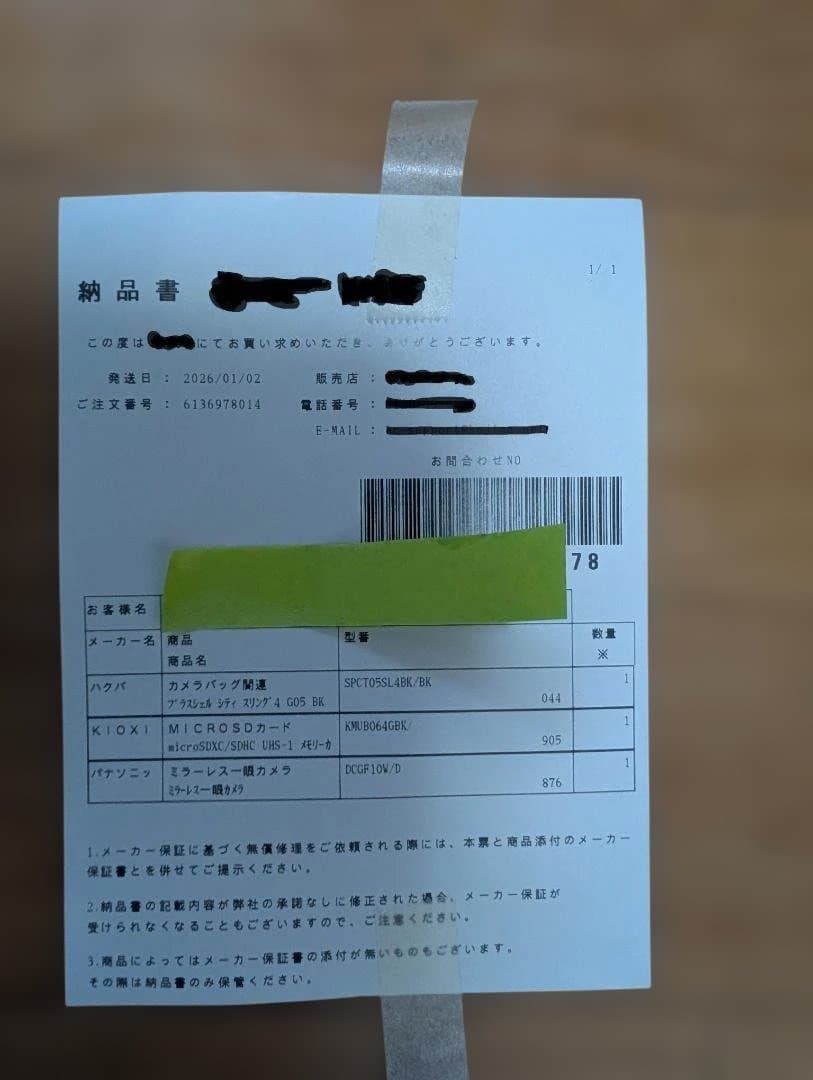 納品書
1/ 1
この度は にてお買い求めいただき、ありがとうございます。
発送日 : 2026/01/02
販売店 :
ご注文番号 : 6136978014
電話番号 :
E-MAIL :
お問合わせNO
78
お客様名
メーカー名 商品 型番 数量
商品名 ※
ハクバ カメラバッグ関連 SPCT05SL4BK/BK 1
プラスシェル シティ スリング4 G05 BK 044
KIOXI MICROSDカード KMUB064GBK/ 1
microSDXC/SDHC UHS-1 メモリーカ 905
パナソニッ ミラーレス一眼カメラ DCGF10W/D 1
ミラーレス一眼カメラ 876
1.メーカー保証に基づく無償修理をご依頼される際には、本票と商品添付のメーカー
保証書とを併せてご提示ください。
2.納品書の記載内容が弊社の承諾なしに修正された場合、メーカー保証が
受けられなくなることもございますので、ご注意ください。
3.商品によってはメーカー保証書の添付が無いものもございます。
その際は納品書のみ保管ください。